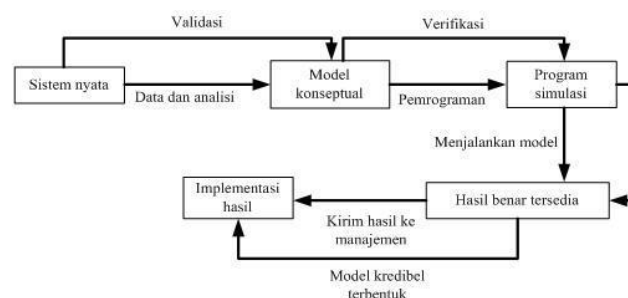 Validasi
Verifikasi
Sistem nyata
Data dan analisi
Model
konseptual
Pemrograman
Program
simulasi
Menjalankan model
Implementasi
hasil
Kirim hasil ke
manajemen
Hasil benar tersedia
Model kredibel
terbentuk